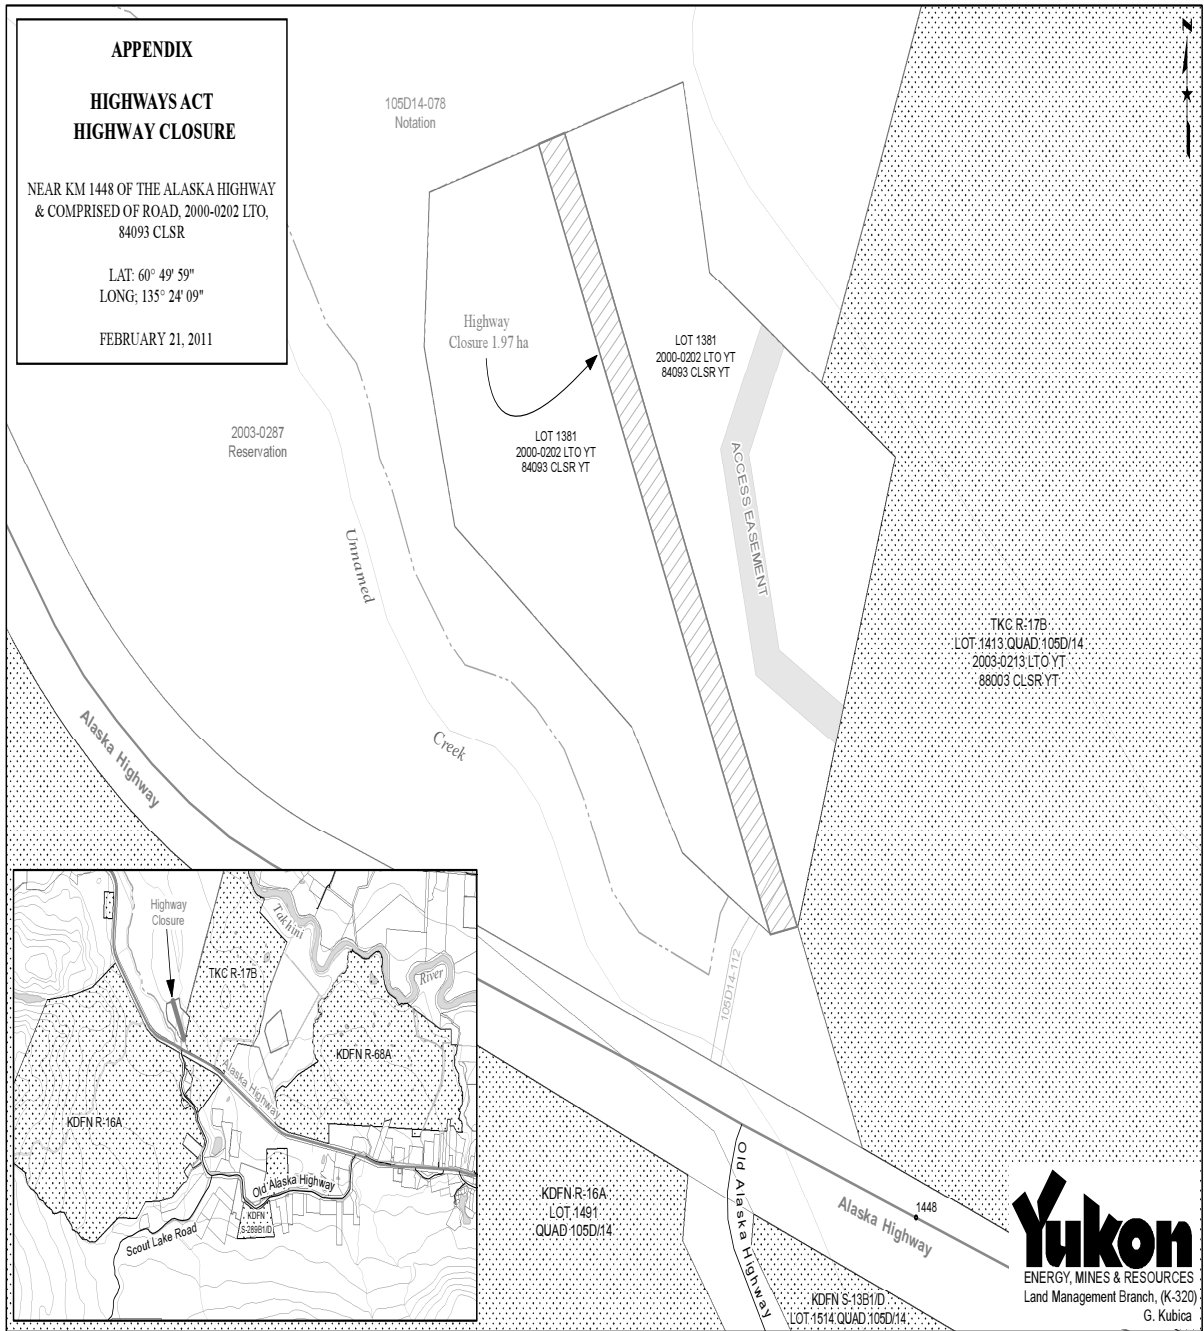 APPENDIX
HIGHWAYS ACT
HIGHWAY CLOSURE
NEAR KM 1448 OF THE ALASKA HIGHWAY
& COMPRISED OF ROAD, 2000-0202 LTO,
84093 CLSR
LAT: 60° 49' 59"
LONG; 135° 24' 09"
FEBRUARY 21, 2011
N
105D14-078
Notation
Highway
Closure 1.97 ha
LOT 1381
2000-0202 LTO YT
84093 CLSR YT
2003-0287
Reservation
LOT 1381
2000-0202 LTO YT
84093 CLSR YT
ACCESS EASEMENT
Unnamed
Creek
TKC R-17B
LOT 1413 QUAD 105D/14
2003-0213 LTO YT
88003 CLSR YT
Alaska Highway
105D14-112
Highway
Closure
Takhini
River
TKC R-17B
KDFN R-68A
Alaska Highway
KDFN R-16A
Old Alaska Highway
KDFN
S-289B1/D
Scout Lake Road
KDFN R-16A
LOT 1491
QUAD 105D/14
Old Alaska Highway
Alaska Highway
1448
KDFN S-13B1/D
LOT 1514 QUAD 105D/14
Yukon
ENERGY, MINES & RESOURCES
Land Management Branch, (K-320)
G. Kubica